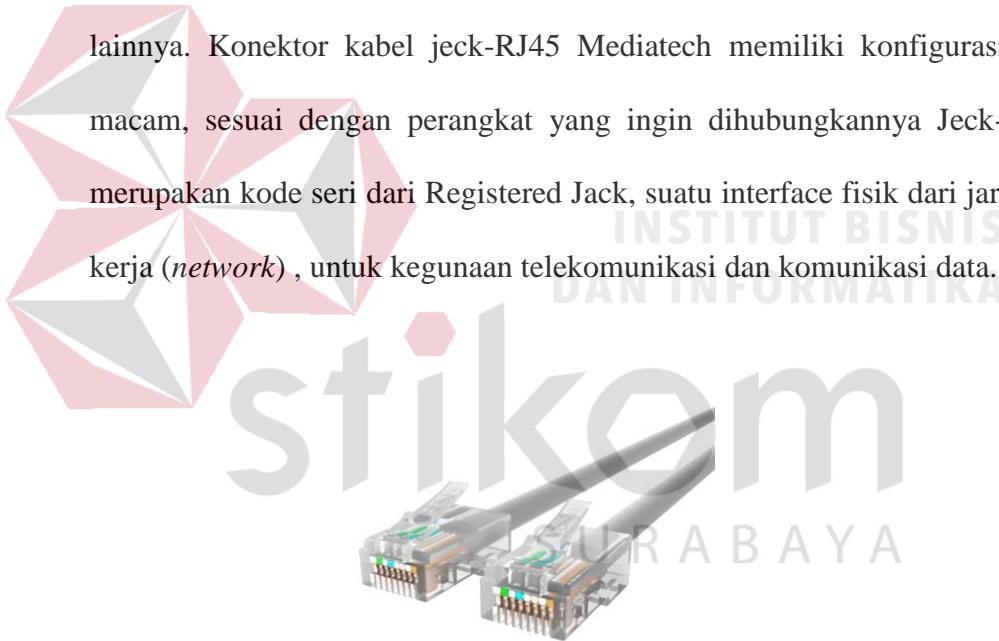 lainnya. Konektor kabel jeck-RJ45 Mediatech memiliki konfigurasi
macam, sesuai dengan perangkat yang ingin dihubungkannya Jeck-
merupakan kode seri dari Registered Jack, suatu interface fisik dari jar
INSTITUT BISNIS
kerja (network) , untuk kegunaan telekomunikasi dan komunikasi data.
DAN INFORMATIKA
stikom
SURABAYA